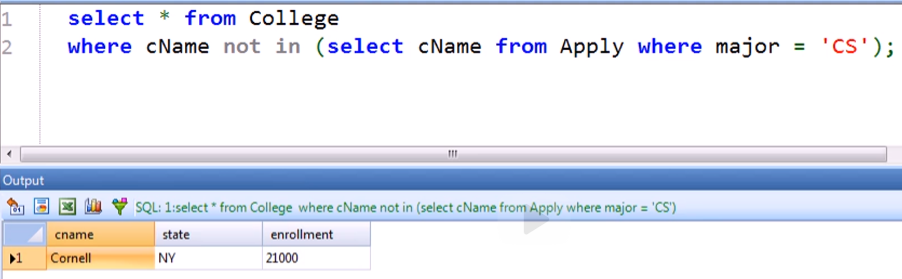 1 select * from College
2 where cName not in (select cName from Apply where major = 'CS');
Output
SQL: 1:select * from College where cName not in (select cName from Apply where major = 'CS')
cname state enrollment
1 Cornell NY 21000